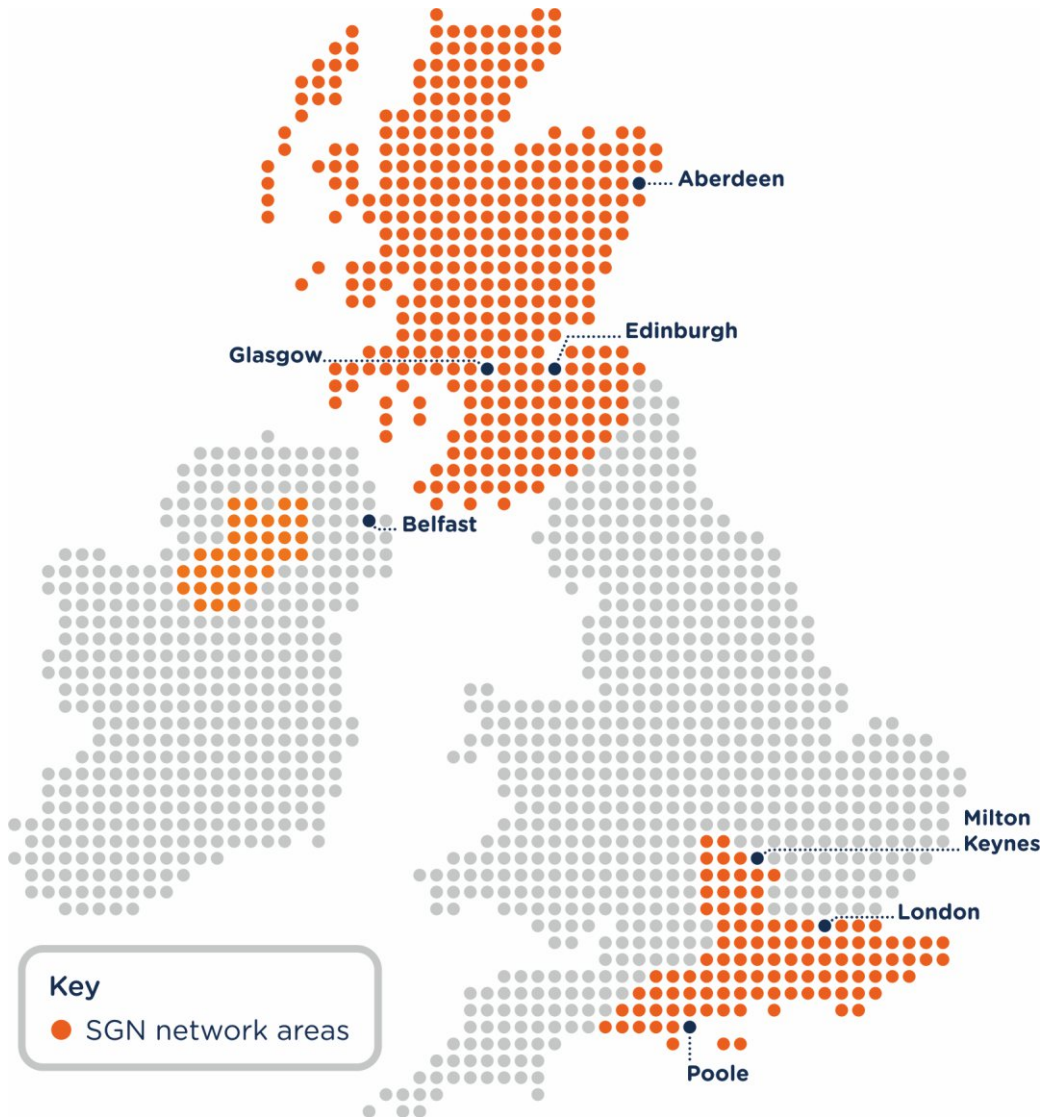 Aberdeen
Edinburgh
Glasgow
Belfast
Milton
Keynes
London
Key
SGN network areas
Poole